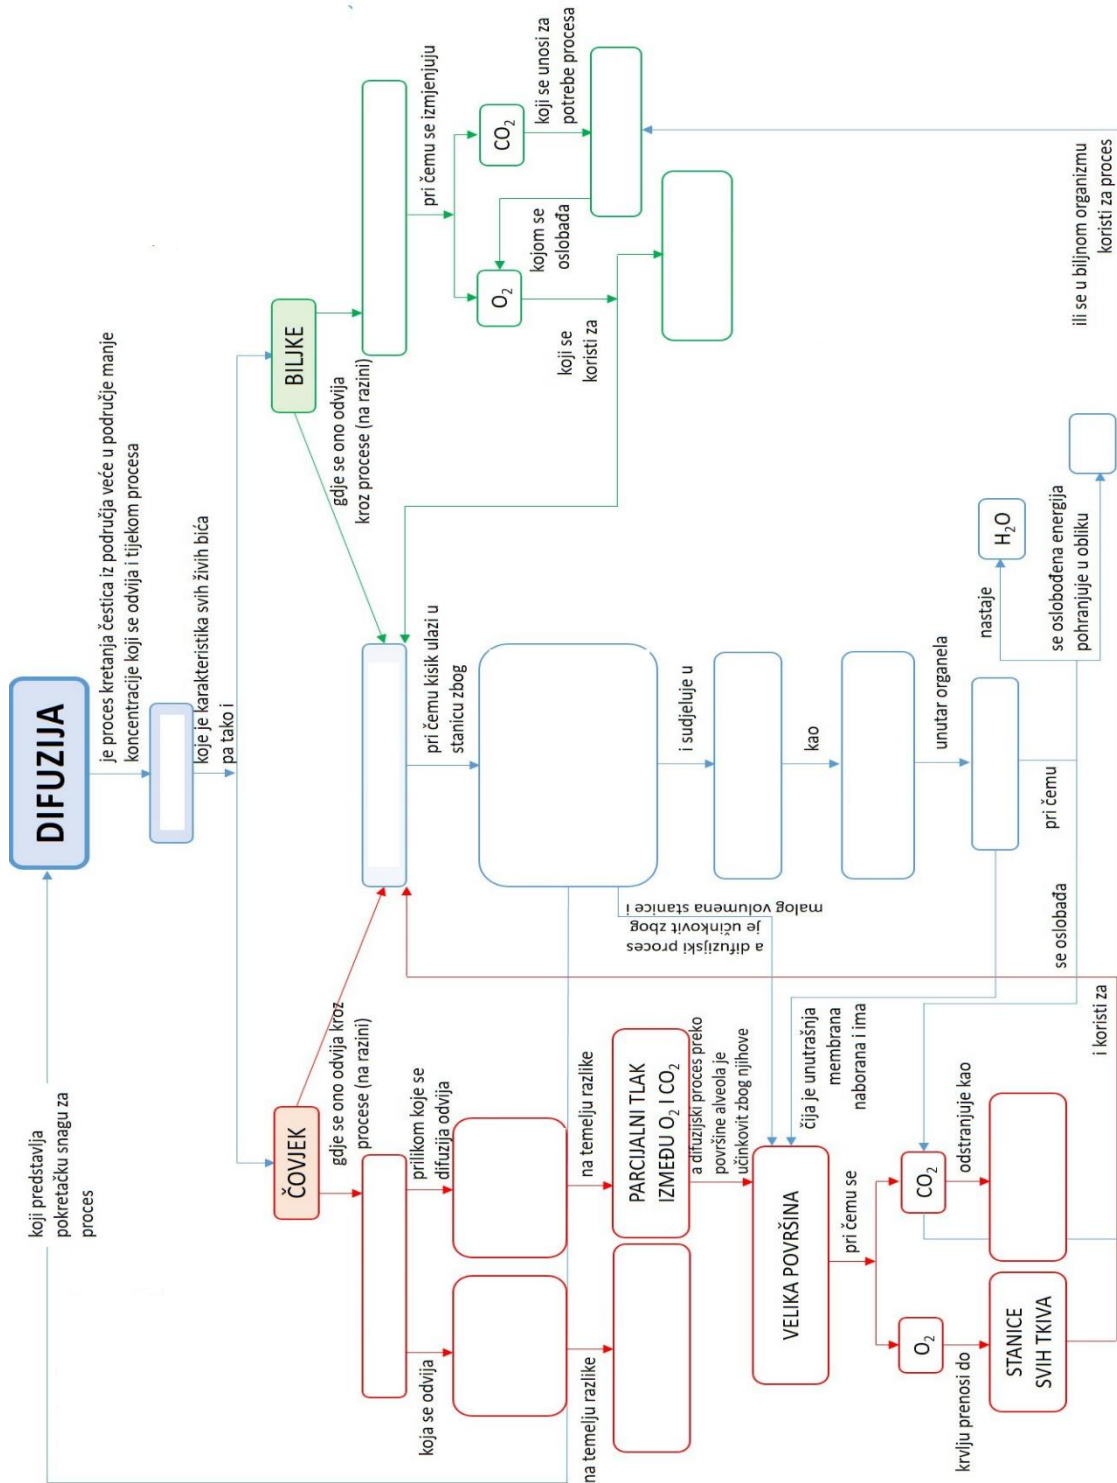 DIFUZIJA
je proces kretanja čestica iz područja veće u područje manje
koncentracije koji se odvija i tijekom procesa
koje je karakteristika svih živih bića
pa tako i
koji predstavlja
pokretačku snagu za
proces
ČOVJEK
gdje se ono odvija kroz
procese (na razini)
BILJKE
gdje se ono odvija
kroz procese (na razini)
koja se odvija
prilikom koje se
difuzija odvija
na temelju razlike
na temelju razlike
PARCIJALNI TLAK
IZMEĐU O₂ I CO₂
a difuzijski proces preko
površine alveola je
učinkovit zbog njihove
VELIKA POVRŠINA
pri čemu se
O₂
CO₂
krvlju prenosi do
odstranjuje kao
STANICE
SVIH TKIVA
i koristi za
pri čemu kisik ulazi u
stanicu zbog
a difuzijski proces
je učinkovit zbog
malog volumena stanice i
i sudjeluje u
kao
unutar organela
čija je unutrašnja
membrana
naborana i ima
pri čemu
se oslobađa
nastaje
H₂O
se oslobođena energija
pohranjuje u obliku
pri čemu se izmjenjuju
O₂
CO₂
kojom se
oslobađa
koji se unosi za
potrebe procesa
koji se
koristi za
ili se u biljnom organizmu
koristi za proces